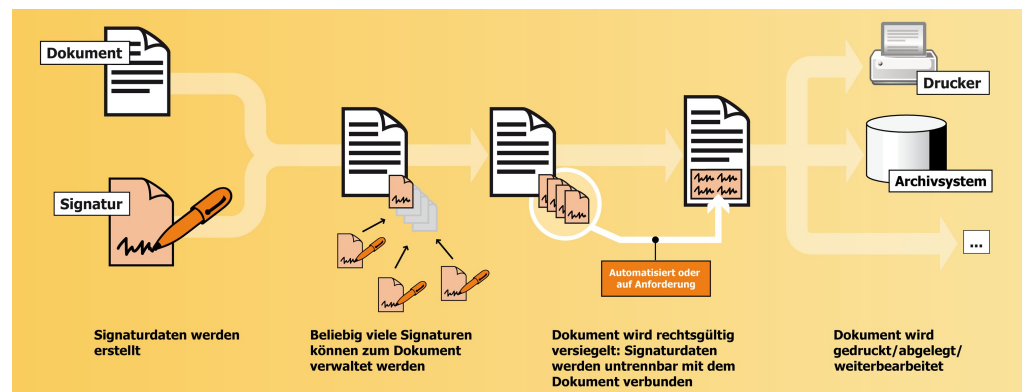 Dokument
Signatur
Drucker
Archivsystem
...
Automatisiert oder
auf Anforderung
Signaturdaten werden
erstellt
Beliebig viele Signaturen
können zum Dokument
verwaltet werden
Dokument wird rechtsgültig
versiegelt: Signaturdaten
werden untrennbar mit dem
Dokument verbunden
Dokument wird
gedruckt/abgelegt/
weiterbearbeitet